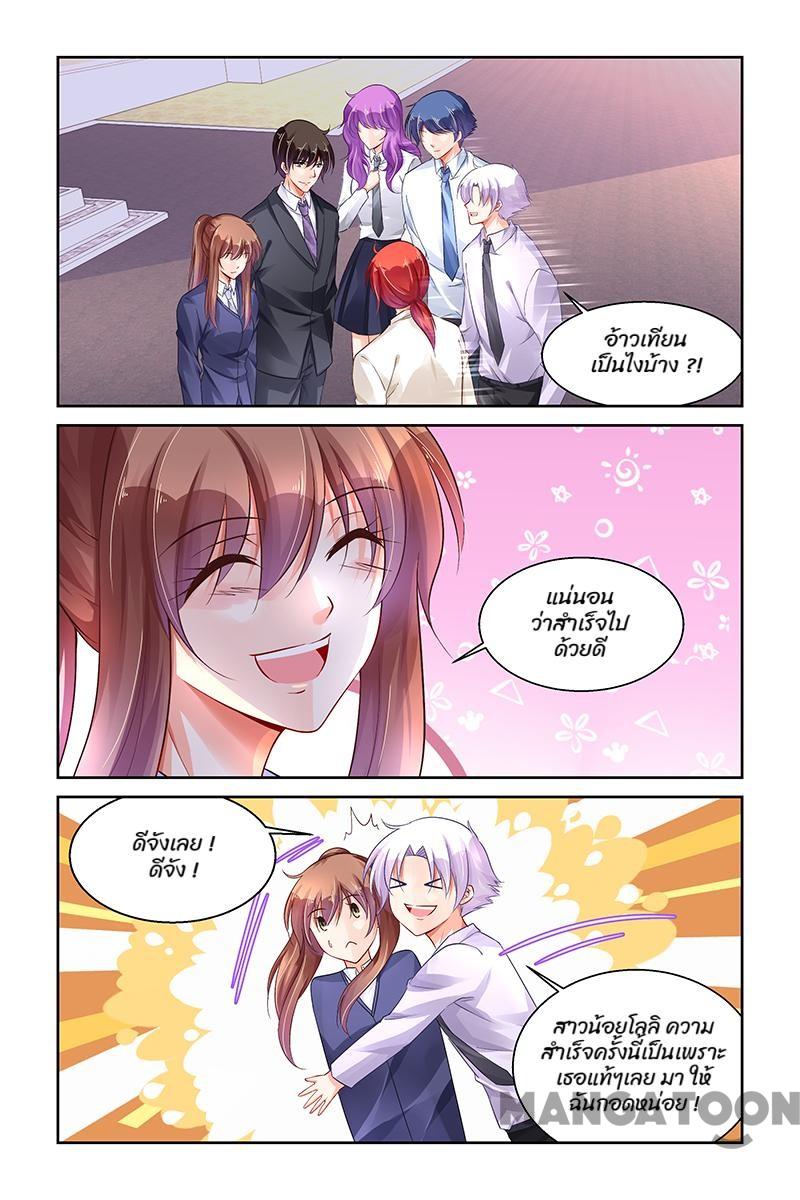 อ้าวเทียน
เป็นไงบ้าง ?!
แน่นอน
ว่าสำเร็จไป
ด้วยดี
ดีจังเลย !
ดีจัง !
สาวน้อยโลลิ ความ
สำเร็จครั้งนี้เป็นเพราะ
เธอแท้ๆเลย มา ให้
ฉันกอดหน่อย !
MANGATOON